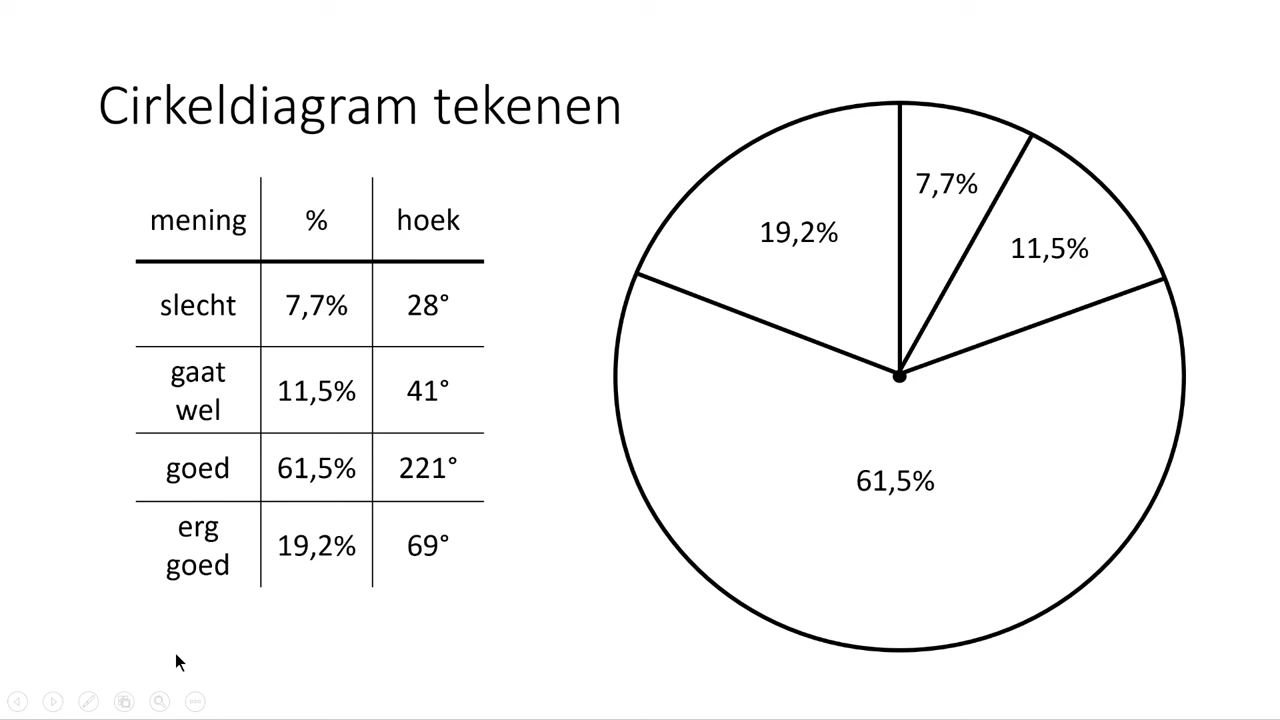 Cirkeldiagram tekenen
mening % hoek
slecht 7,7% 28°
gaat
wel 11,5% 41°
goed 61,5% 221°
erg
goed 19,2% 69°
7,7%
19,2%
11,5%
61,5%